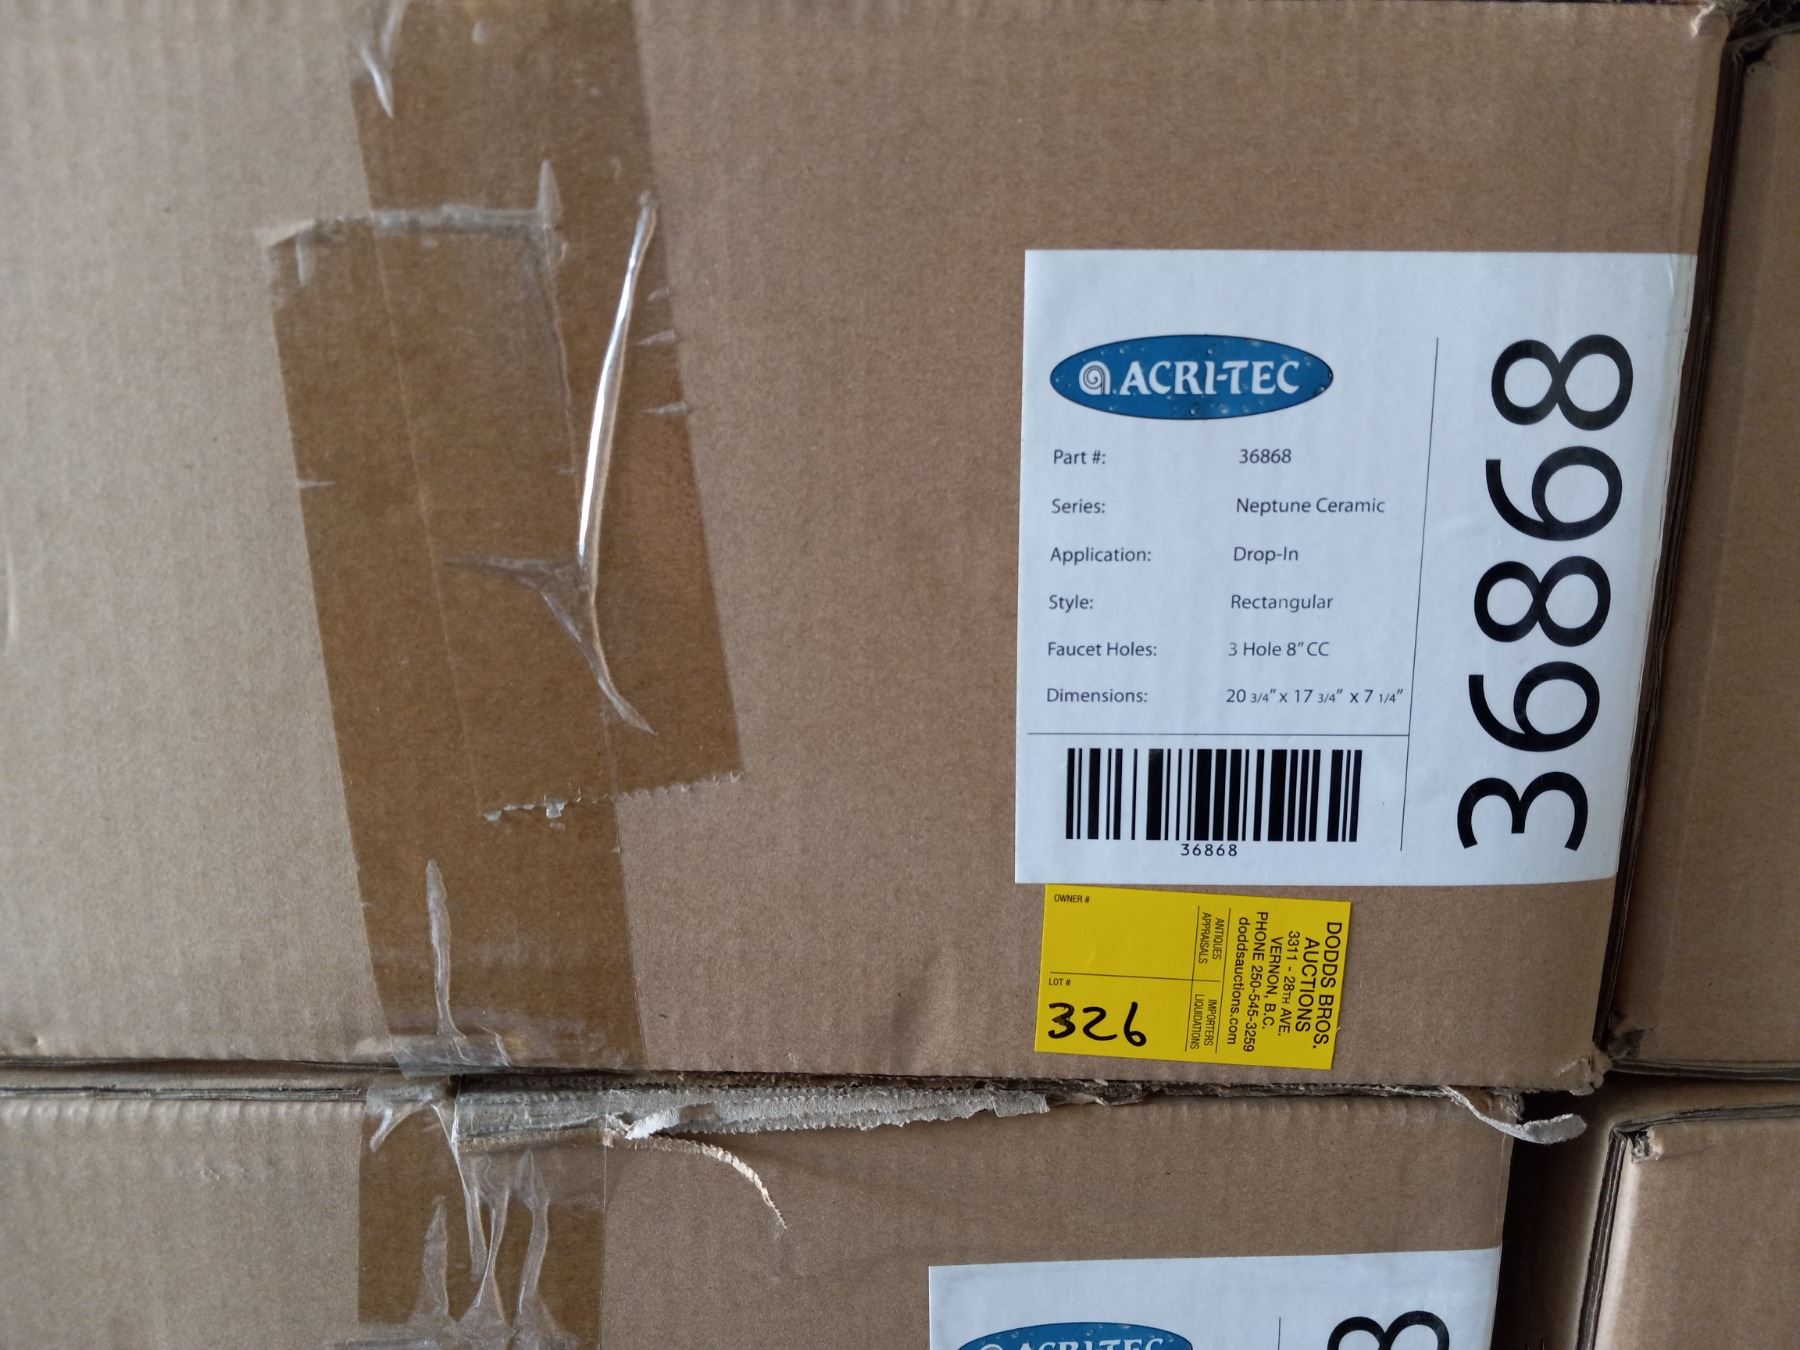 ACRI-TEC
Part #: 36868
Series: Neptune Ceramic
Application: Drop-In
Style: Rectangular
Faucet Holes: 3 Hole 8" CC
Dimensions: 20 3/4" x 17 3/4" x 7 1/4"
36868
36868
OWNER #
LOT #
326
DODDS BROS.
AUCTIONS
3311 - 28TH AVE.
VERNON, B.C.
PHONE 250-545-3259
doddsauctions.com
ANTIQUES
APPRAISALS
IMPORTERS
LIQUIDATIONS
ACRI-TEC
8